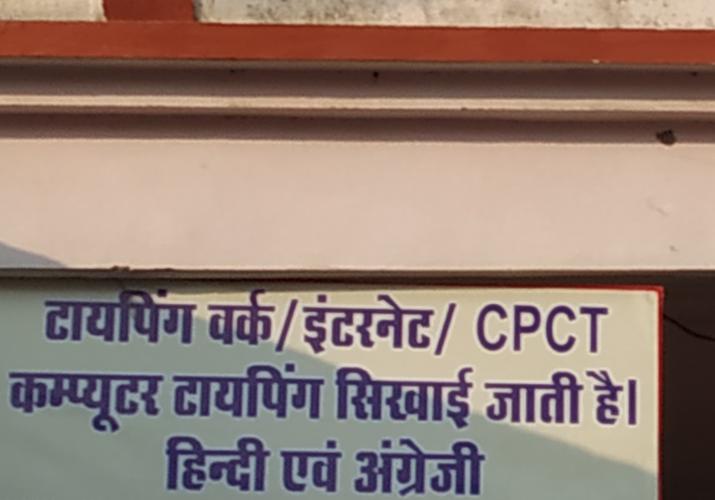 टायपिंग वर्क/इंटरनेट/ CPCT
कम्प्यूटर टायपिंग सिखाई जाती है।
हिन्दी एवं अंग्रेजी